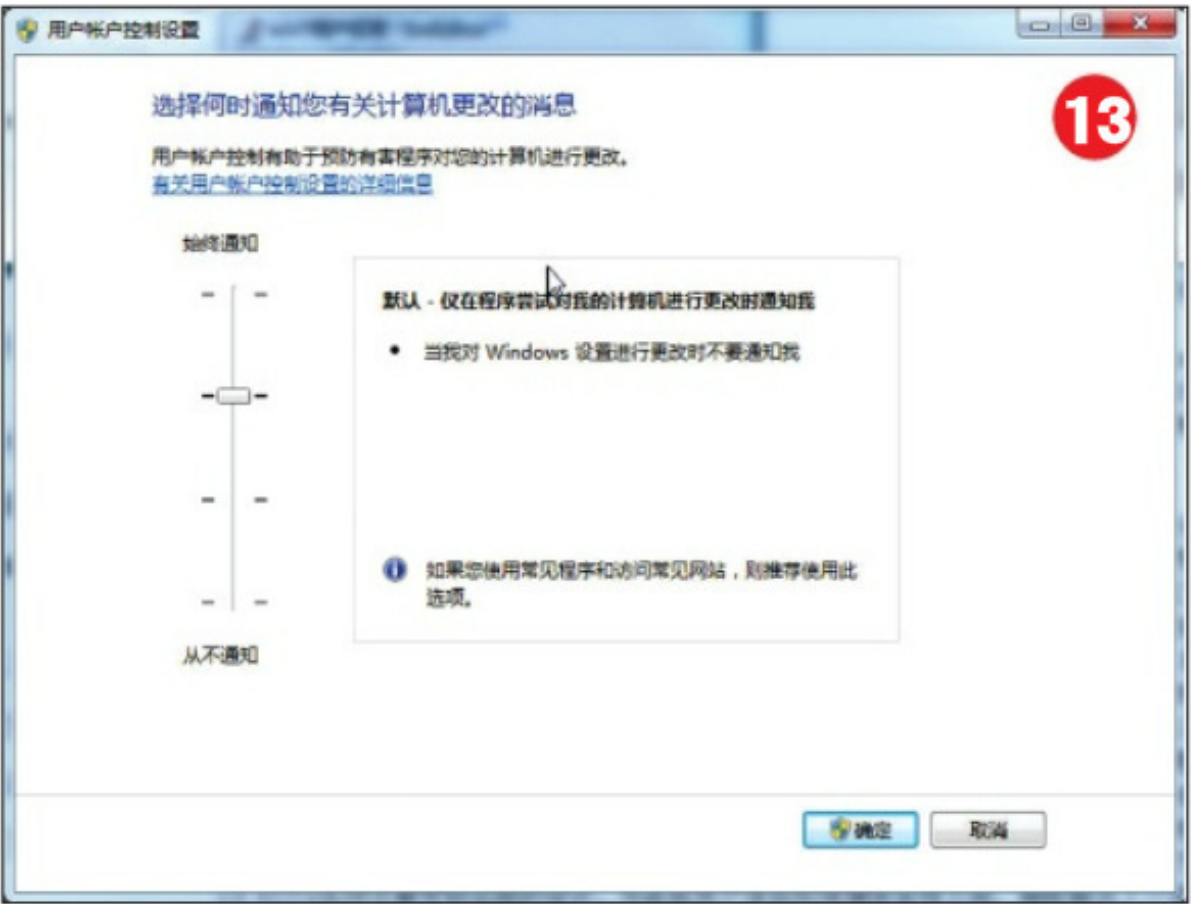 用户帐户控制设置
13
选择何时通知您有关计算机更改的消息
用户帐户控制有助于预防有害程序对您的计算机进行更改。
有关用户帐户控制设置的详细信息
始终通知
默认 - 仅在程序尝试对我的计算机进行更改时通知我
• 当我对 Windows 设置进行更改时不要通知我
如果您使用常见程序和访问常见网站，则推荐使用此
选项。
从不通知
确定
取消